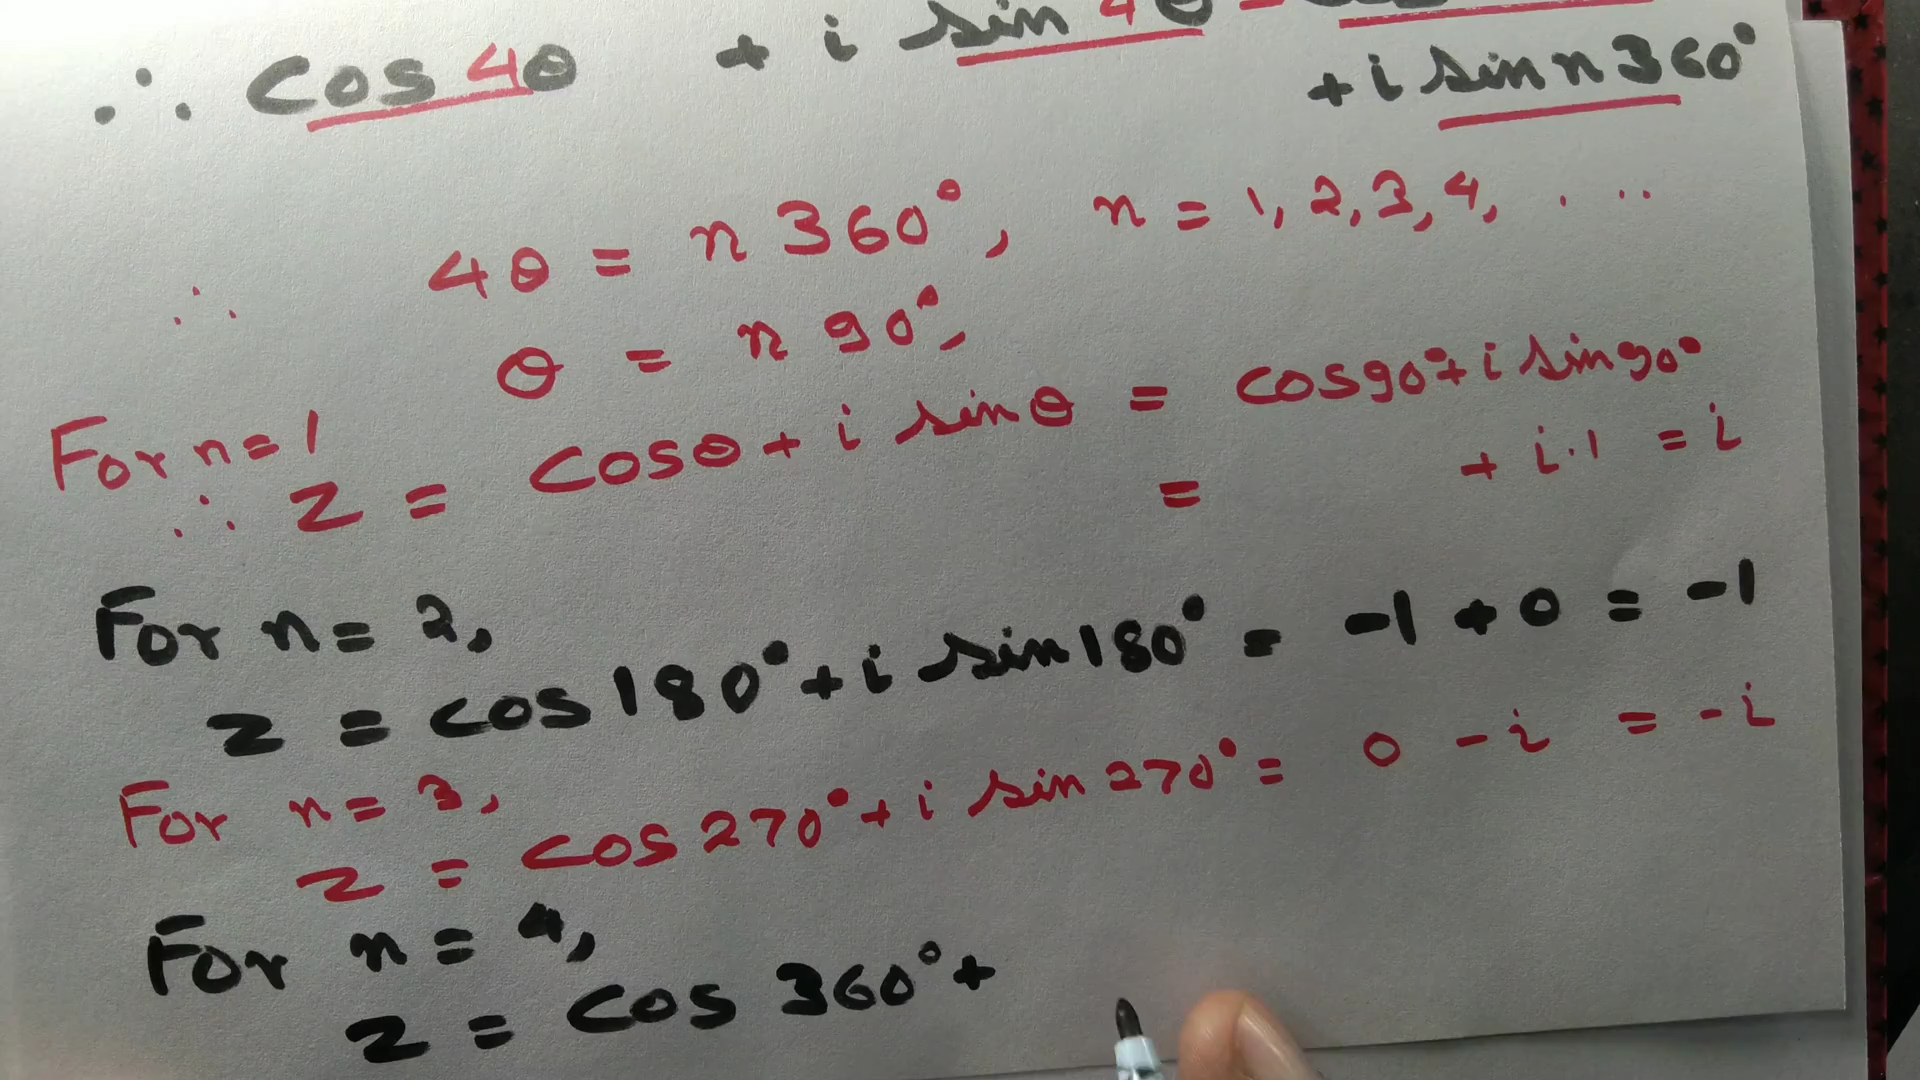 ∴ cos 4θ + i sin 4θ =
+ i sin n 360°
∴ 4θ = n 360°, n = 1, 2, 3, 4, ...
θ = n 90°,
For n = 1
∴ z = cosθ + i sinθ = cos 90° + i sin 90°
= + i·1 = i
For n = 2,
z = cos 180° + i sin 180° = -1 + 0 = -1
For n = 3,
z = cos 270° + i sin 270° = 0 - i = -i
For n = 4,
z = cos 360° +